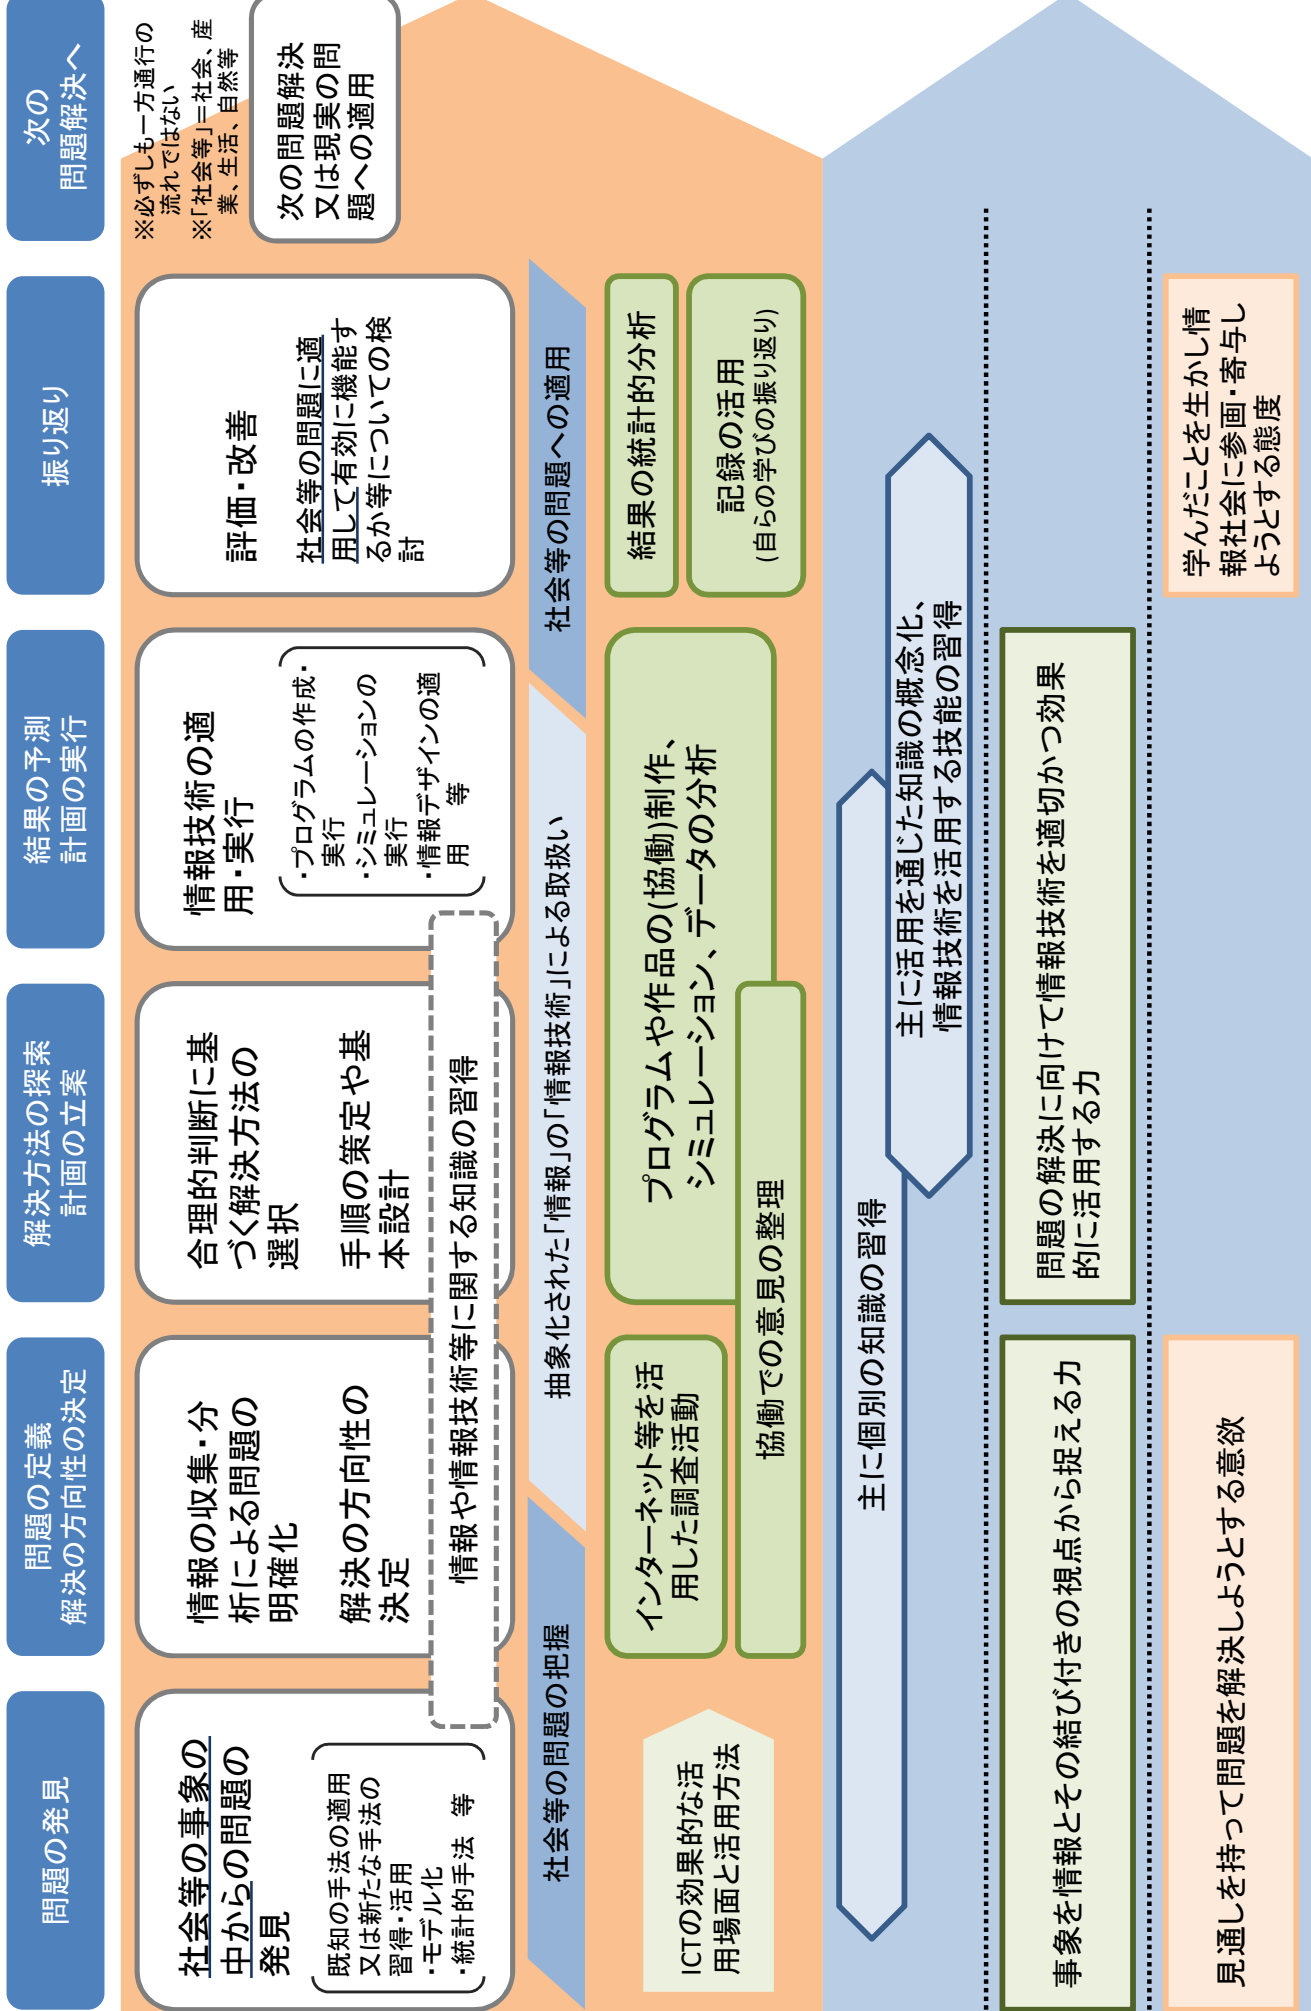 問題の発見
問題の定義
解決の方向性の決定
解決方法の探索
計画の立案
結果の予測
計画の実行
振り返り
次の
問題解決へ
社会等の事象の
中からの問題の
発見
既知の手法の適用
又は新たな手法の
習得・活用
・モデル化
・統計的手法　等
情報の収集・分
析による問題の
明確化
解決の方向性の
決定
合理的判断に基
づく解決方法の
選択
手順の策定や基
本設計
情報技術の適
用・実行
・プログラムの作成・
実行
・シミュレーションの
実行
・情報デザインの適
用　等
評価・改善
社会等の問題に適
用して有効に機能す
るか等についての検
討
※必ずしも一方通行の
流れではない
※「社会等」＝社会、産
業、生活、自然等
次の問題解決
又は現実の問
題への適用
情報や情報技術等に関する知識の習得
社会等の問題の把握
抽象化された「情報」の「情報技術」による取扱い
社会等の問題への適用
ICTの効果的な活
用場面と活用方法
インターネット等を活
用した調査活動
協働での意見の整理
プログラムや作品の(協働)制作、
シミュレーション、データの分析
結果の統計的分析
記録の活用
(自らの学びの振り返り)
主に個別の知識の習得
主に活用を通じた知識の概念化、
情報技術を活用する技能の習得
事象を情報とその結び付きの視点から捉える力
問題の解決に向けて情報技術を適切かつ効果
的に活用する力
見通しを持って問題を解決しようとする意欲
学んだことを生かし情
報社会に参画・寄与し
ようとする態度